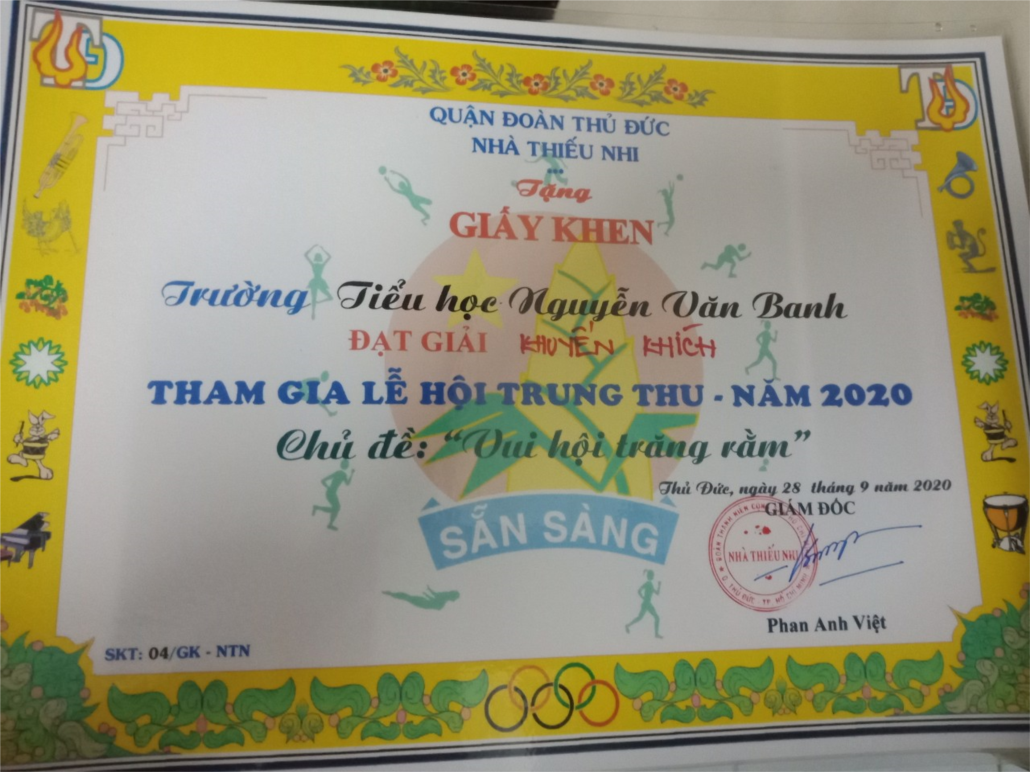 QUẬN ĐOÀN THỦ ĐỨC
NHÀ THIẾU NHI
Tặng
GIẤY KHEN
Trường Tiểu học Nguyễn Văn Banh
ĐẠT GIẢI KHUYẾN KHÍCH
THAM GIA LỄ HỘI TRUNG THU - NĂM 2020
Chủ đề: “Vui hội trăng rằm”
SẴN SÀNG
Thủ Đức, ngày 28 tháng 9 năm 2020
GIÁM ĐỐC
NHÀ THIẾU NHI
Phan Anh Việt
SKT: 04/GK - NTN